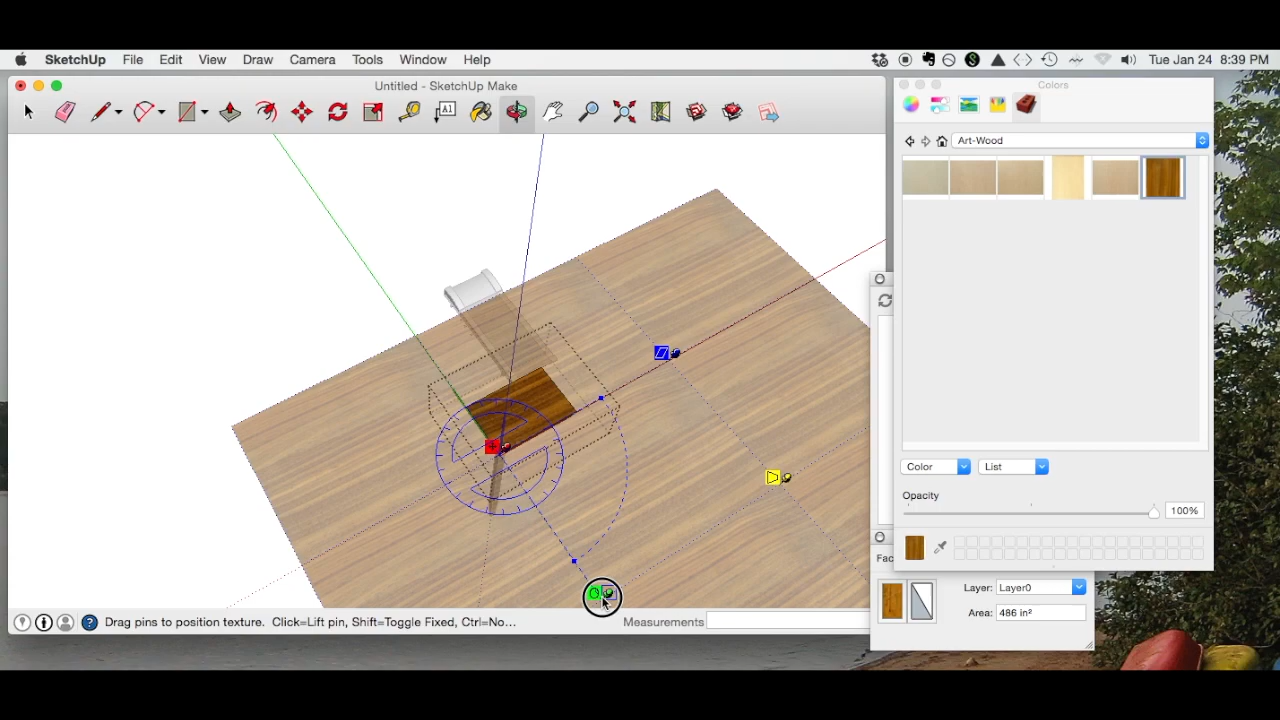 SketchUp File Edit View Draw Camera Tools Window Help Tue Jan 24 8:39 PM
Untitled - SketchUp Make
Colors
A1
Art-Wood
Color List
Opacity
100%
Fac
Layer: Layer0
Area: 486 in²
Drag pins to position texture. Click=Lift pin, Shift=Toggle Fixed, Ctrl=No... Measurements